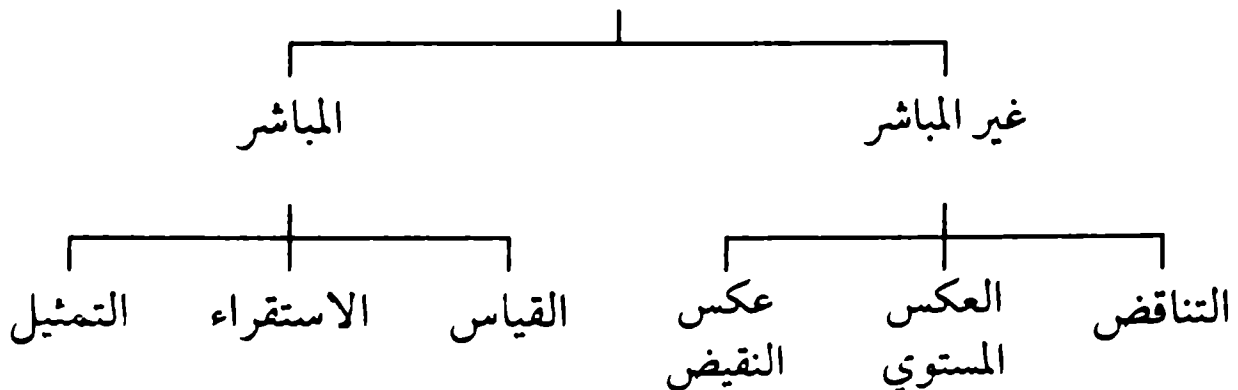 غير المباشر
المباشر
التناقض
العكس المستوي
عكس النقيض
القياس
الاستقراء
التمثيل